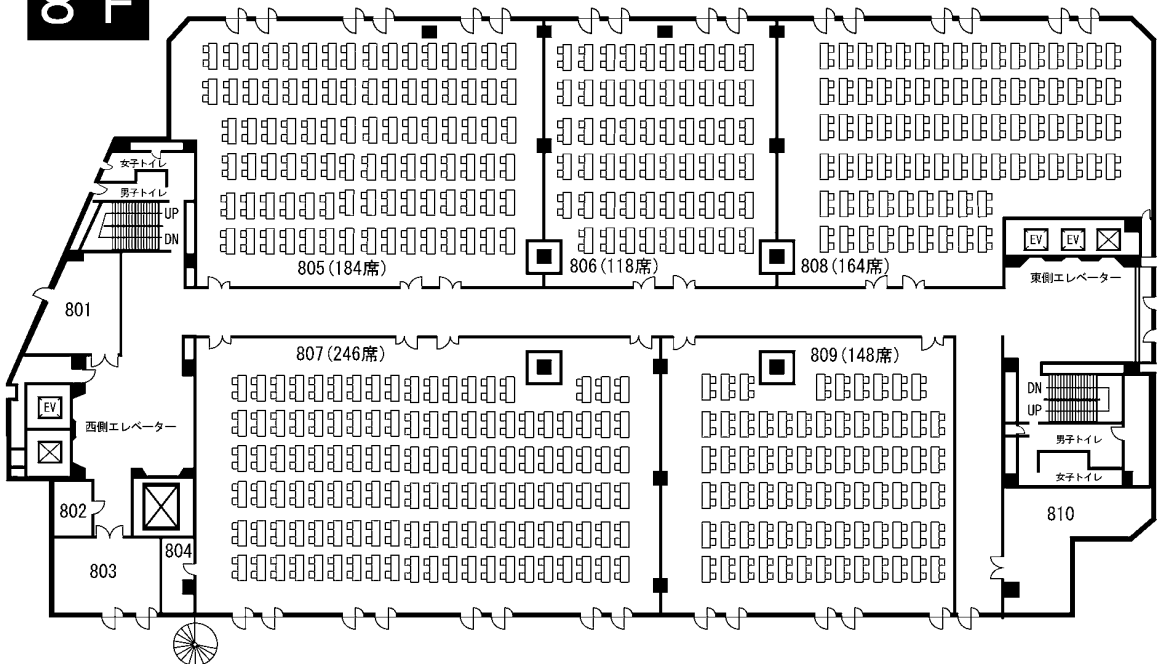 8F
女子トイレ
男子トイレ
UP
DN
805(184席)
806(118席)
808(164席)
EV
EV
東側エレベーター
801
807(246席)
809(148席)
EV
西側エレベーター
DN
UP
男子トイレ
女子トイレ
802
804
803
810